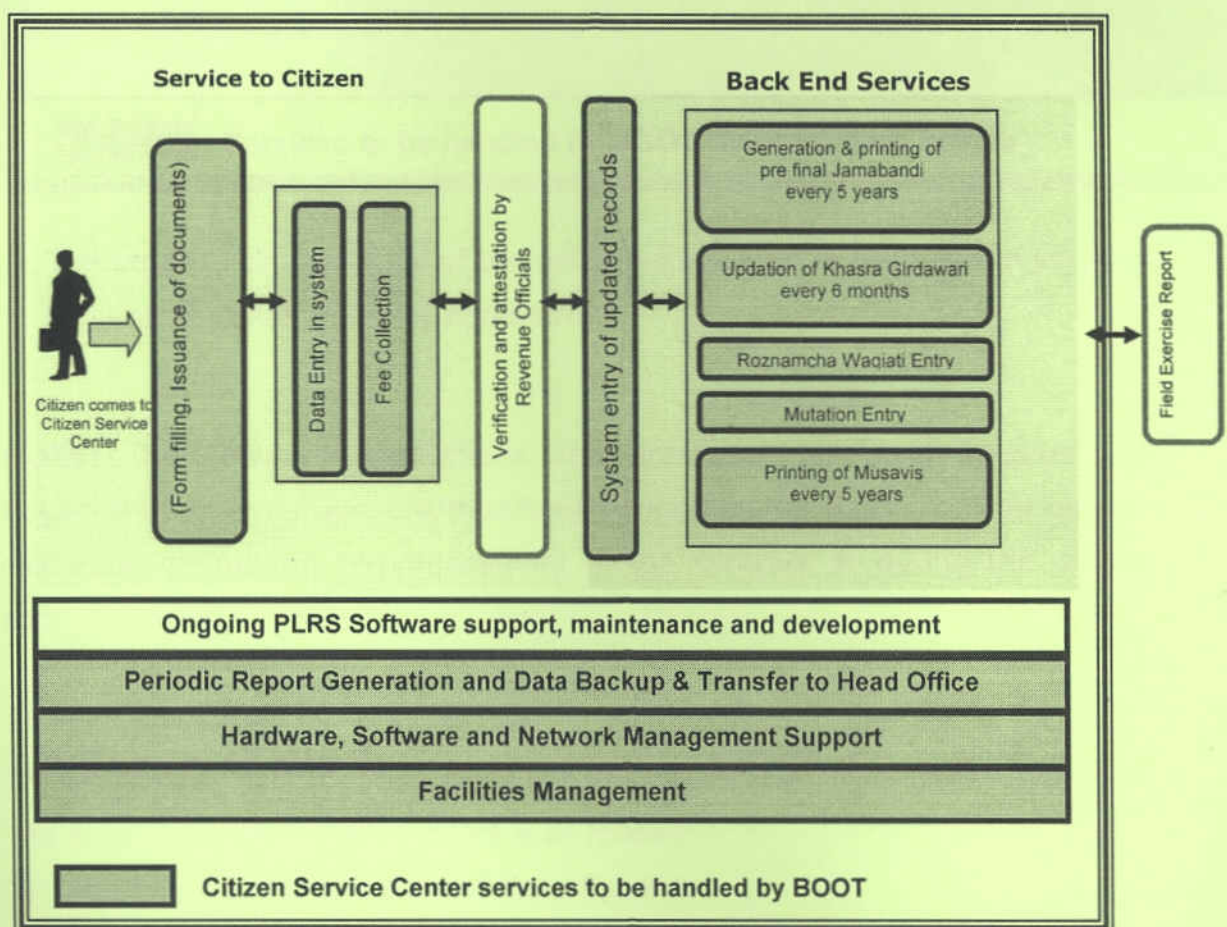 Service to Citizen
Back End Services
Citizen comes to
Citizen Service
Center
(Form filling, Issuance of documents)
Data Entry in system
Fee Collection
Verification and attestation by
Revenue Officials
System entry of updated records
Generation & printing of
pre final Jamabandi
every 5 years
Updation of Khasra Girdawari
every 6 months
Roznamcha Waqiati Entry
Mutation Entry
Printing of Musavis
every 5 years
Field Exercise Report
Ongoing PLRS Software support, maintenance and development
Periodic Report Generation and Data Backup & Transfer to Head Office
Hardware, Software and Network Management Support
Facilities Management
Citizen Service Center services to be handled by BOOT